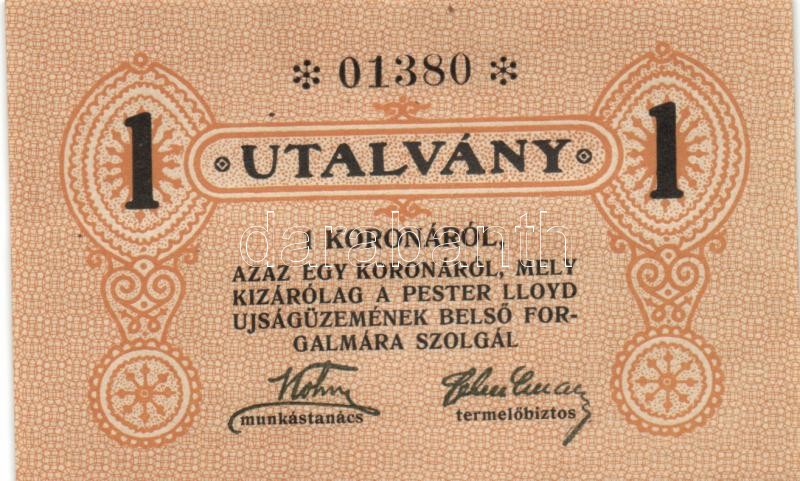 * 01380 *
1 UTALVÁNY 1
1 KORONÁRÓL,
AZAZ EGY KORONÁRÓL, MELY
KIZÁRÓLAG A PESTER LLOYD
UJSÁGÜZEMÉNEK BELSŐ FOR-
GALMÁRA SZOLGÁL
munkástanács termelőbiztos
darabanth